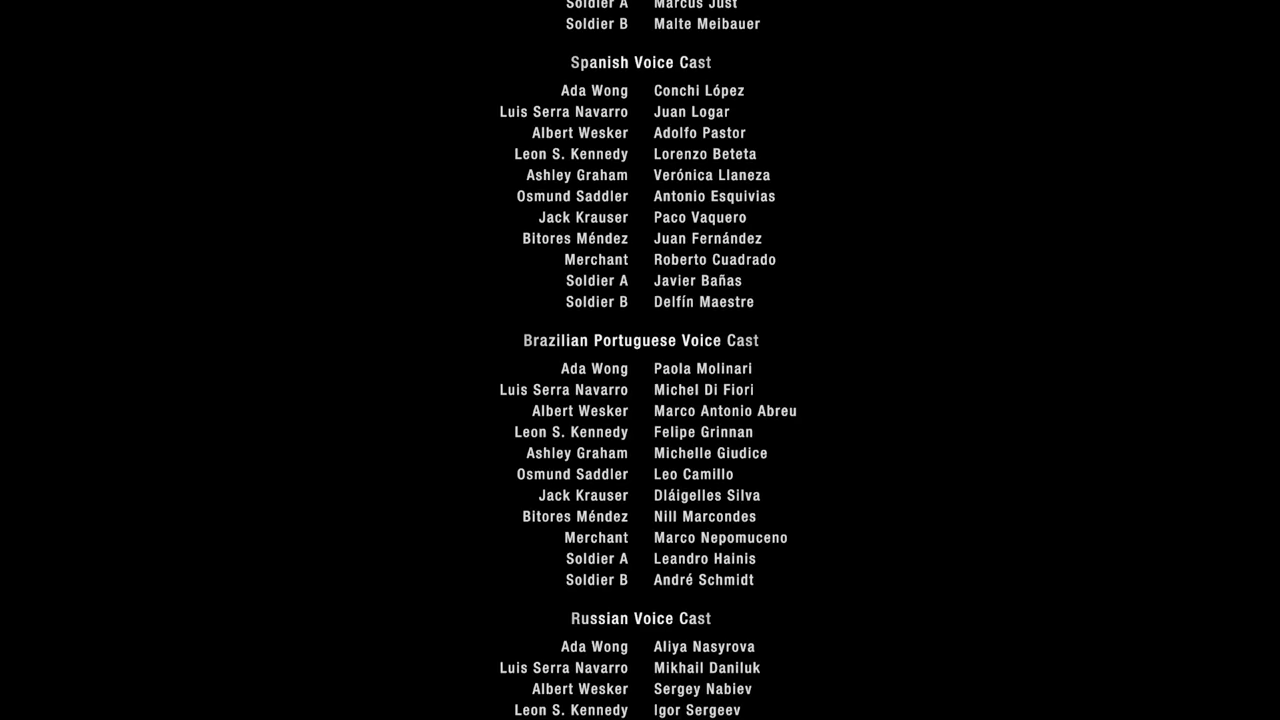 Soldier A Marcus Just
Soldier B Malte Meibauer
Spanish Voice Cast
Ada Wong Conchi López
Luis Serra Navarro Juan Logar
Albert Wesker Adolfo Pastor
Leon S. Kennedy Lorenzo Beteta
Ashley Graham Verónica Llaneza
Osmund Saddler Antonio Esquivias
Jack Krauser Paco Vaquero
Bitores Méndez Juan Fernández
Merchant Roberto Cuadrado
Soldier A Javier Bañas
Soldier B Delfín Maestre
Brazilian Portuguese Voice Cast
Ada Wong Paola Molinari
Luis Serra Navarro Michel Di Fiori
Albert Wesker Marco Antonio Abreu
Leon S. Kennedy Felipe Grinnan
Ashley Graham Michelle Giudice
Osmund Saddler Leo Camillo
Jack Krauser Dláigelles Silva
Bitores Méndez Nill Marcondes
Merchant Marco Nepomuceno
Soldier A Leandro Hainis
Soldier B André Schmidt
Russian Voice Cast
Ada Wong Aliya Nasyrova
Luis Serra Navarro Mikhail Daniluk
Albert Wesker Sergey Nabiev
Leon S. Kennedy Igor Sergeev